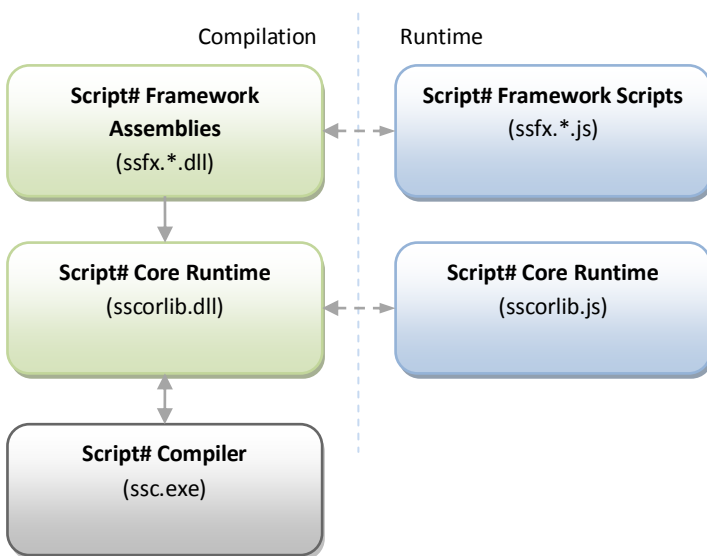 Compilation
Runtime
Script# Framework
Assemblies
(ssfx.*.dll)
Script# Framework Scripts
(ssfx.*.js)
Script# Core Runtime
(sscorlib.dll)
Script# Core Runtime
(sscorlib.js)
Script# Compiler
(ssc.exe)